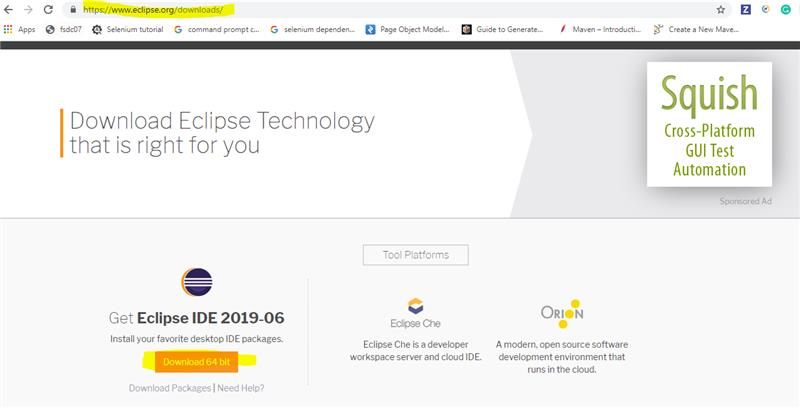 https://www.eclipse.org/downloads/
Apps fsdc07 Selenium tutorial command prompt c... selenium dependen... Page Object Model... Guide to Generate... Maven – Introducti... Create a New Mave...
Download Eclipse Technology
that is right for you
Squish
Cross-Platform
GUI Test
Automation
Sponsored Ad
Tool Platforms
Get Eclipse IDE 2019-06
Install your favorite desktop IDE packages.
Download 64 bit
Download Packages | Need Help?
Eclipse Che
Eclipse Che is a developer
workspace server and cloud IDE.
ORION
A modern, open source software
development environment that
runs in the cloud.